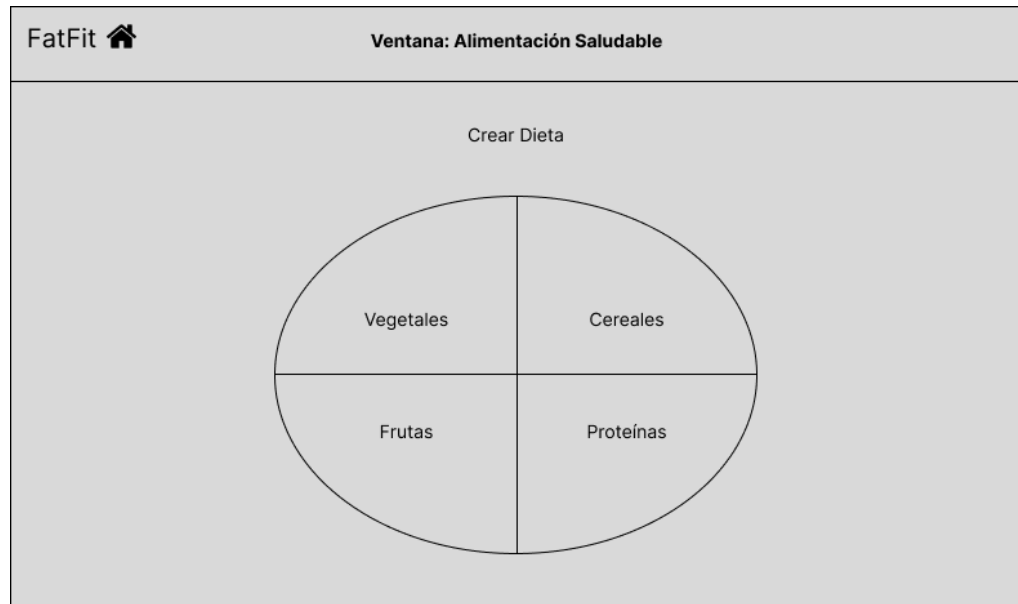 FatFit
Ventana: Alimentación Saludable
Crear Dieta
Vegetales
Cereales
Frutas
Proteínas